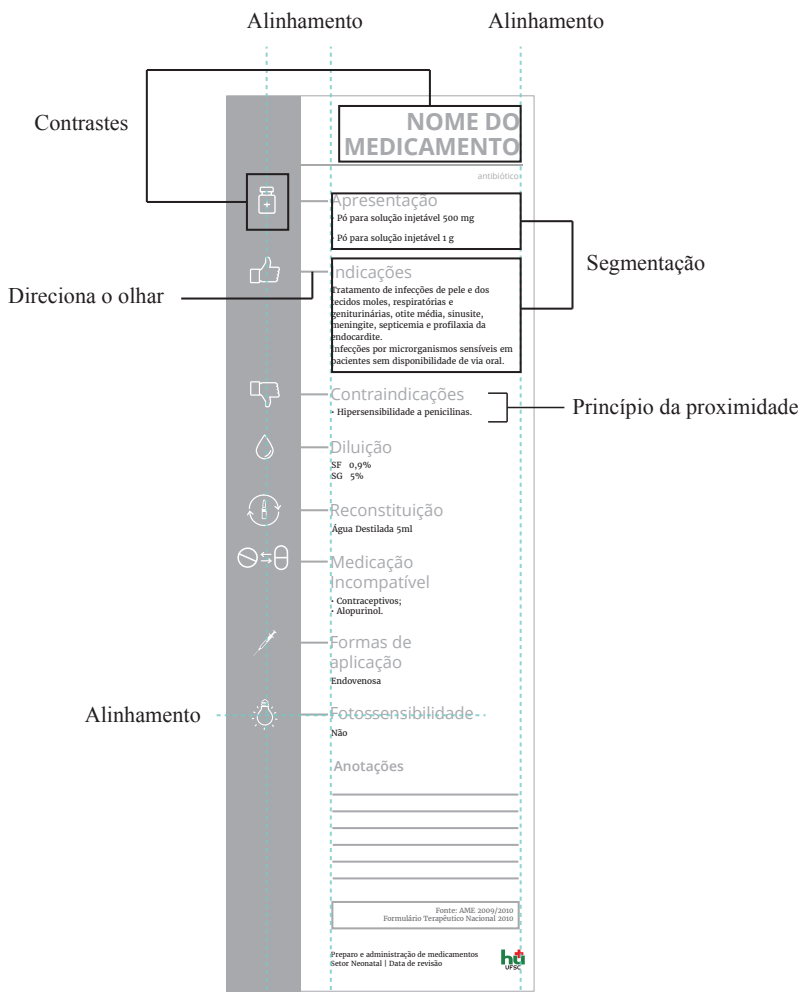 Alinhamento
Alinhamento
Contrastes
NOME DO
MEDICAMENTO
antibiótico
Apresentação
· Pó para solução injetável 500 mg
· Pó para solução injetável 1 g
Segmentação
Indicações
Direciona o olhar
Tratamento de infecções de pele e dos
tecidos moles, respiratórias e
geniturinárias, otite média, sinusite,
meningite, septicemia e profilaxia da
endocardite.
Infecções por microrganismos sensíveis em
pacientes sem disponibilidade de via oral.
Contraindicações
· Hipersensibilidade a penicilinas.
Princípio da proximidade
Diluição
SF 0,9%
SG 5%
Reconstituição
Água Destilada 5ml
Medicação
Incompatível
· Contraceptivos;
· Alopurinol.
Formas de
aplicação
Endovenosa
Alinhamento
Fotossensibilidade
Não
Anotações
Fonte: AME 2009/2010
Formulário Terapêutico Nacional 2010
Preparo e administração de medicamentos
Setor Neonatal | Data de revisão
hu
UFSC